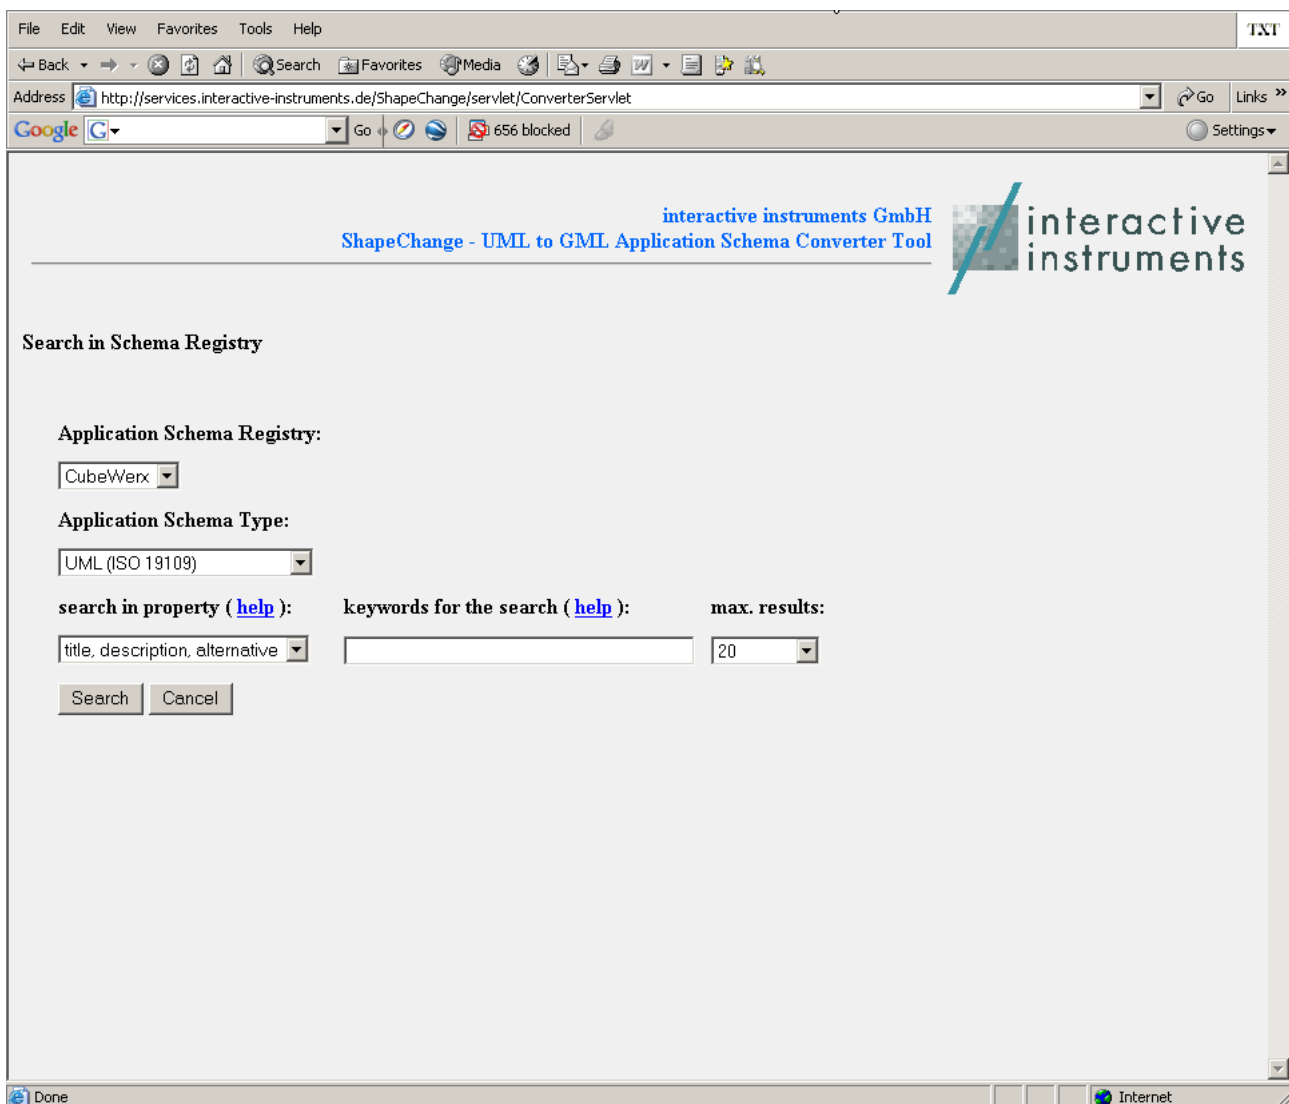 File Edit View Favorites Tools Help TXT
Back Search Favorites Media W
Address http://services.interactive-instruments.de/ShapeChange/servlet/ConverterServlet Go Links »
Google G Go 656 blocked Settings
interactive instruments GmbH
ShapeChange - UML to GML Application Schema Converter Tool
interactive
instruments
Search in Schema Registry
Application Schema Registry:
CubeWerx
Application Schema Type:
UML (ISO 19109)
search in property ( help ): keywords for the search ( help ): max. results:
title, description, alternative 20
Search Cancel
Done Internet